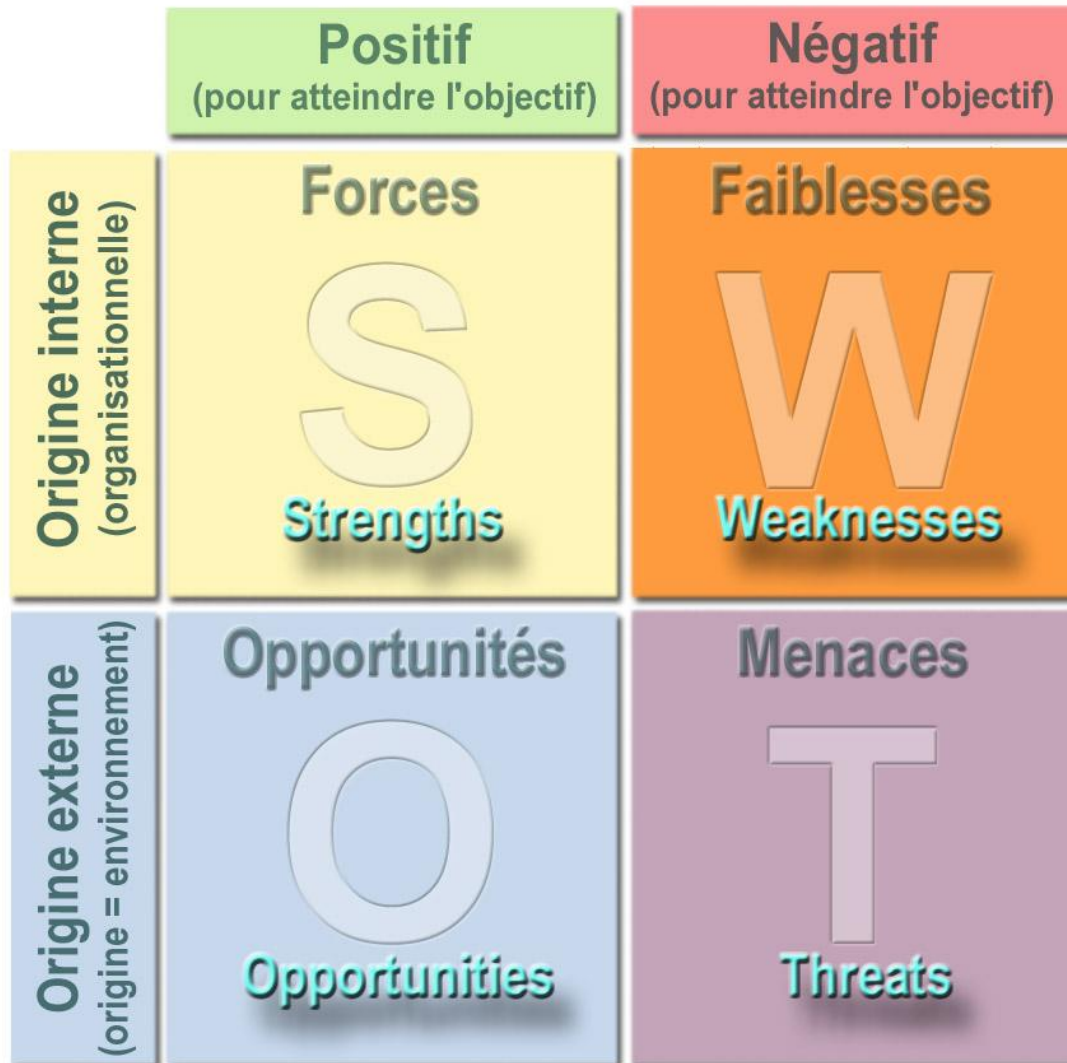 Positif
(pour atteindre l'objectif)
Négatif
(pour atteindre l'objectif)
Origine interne
(organisationnelle)
Forces
S
Strengths
Faiblesses
W
Weaknesses
Origine externe
(origine = environnement)
Opportunités
O
Opportunities
Menaces
T
Threats